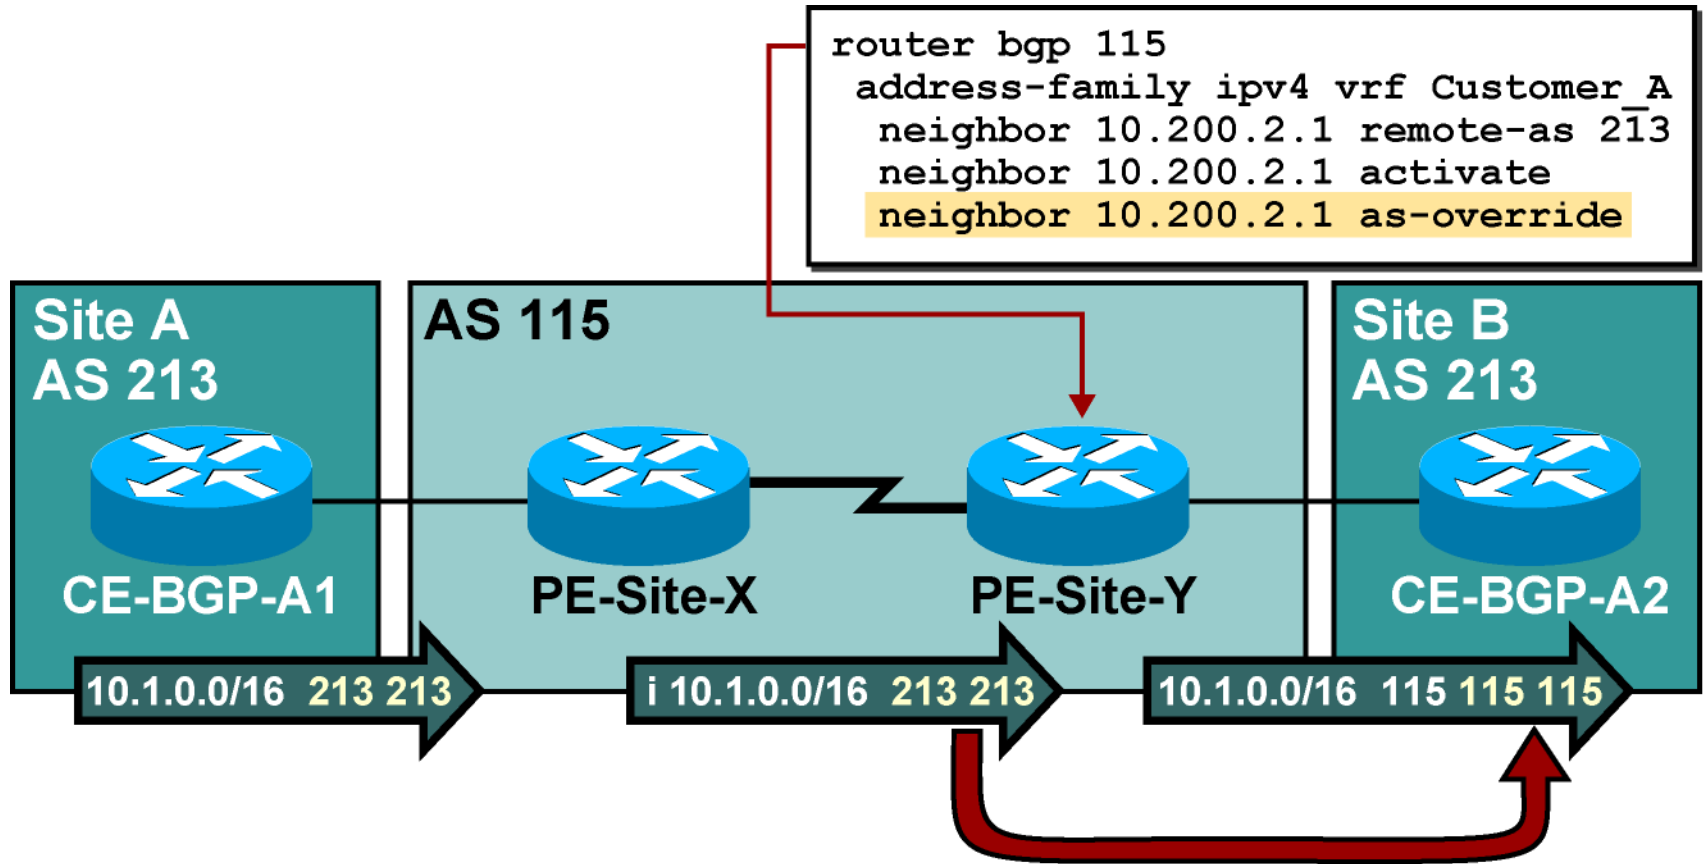 router bgp 115
address-family ipv4 vrf Customer_A
neighbor 10.200.2.1 remote-as 213
neighbor 10.200.2.1 activate
neighbor 10.200.2.1 as-override
Site A
AS 213
AS 115
Site B
AS 213
CE-BGP-A1
PE-Site-X
PE-Site-Y
CE-BGP-A2
10.1.0.0/16 213 213
i 10.1.0.0/16 213 213
10.1.0.0/16 115 115 115